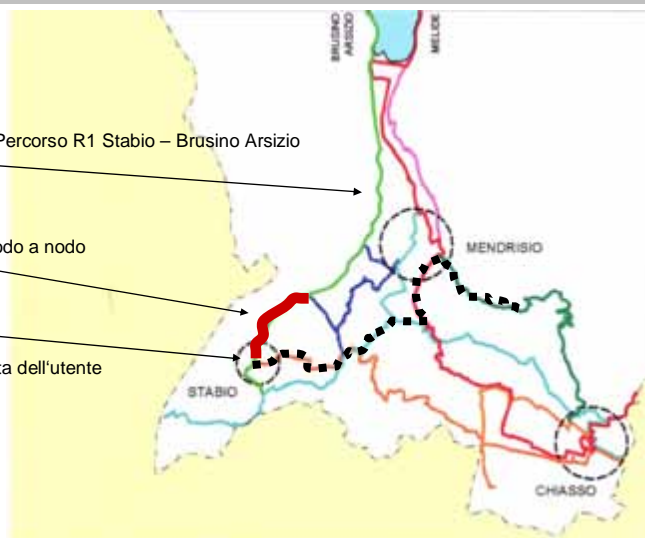 BRUSINO
ARSIZIO
MELIDE
Percorso R1 Stabio – Brusino Arsizio
MENDRISIO
odo a nodo
ta dell'utente
STABIO
CHIASSO